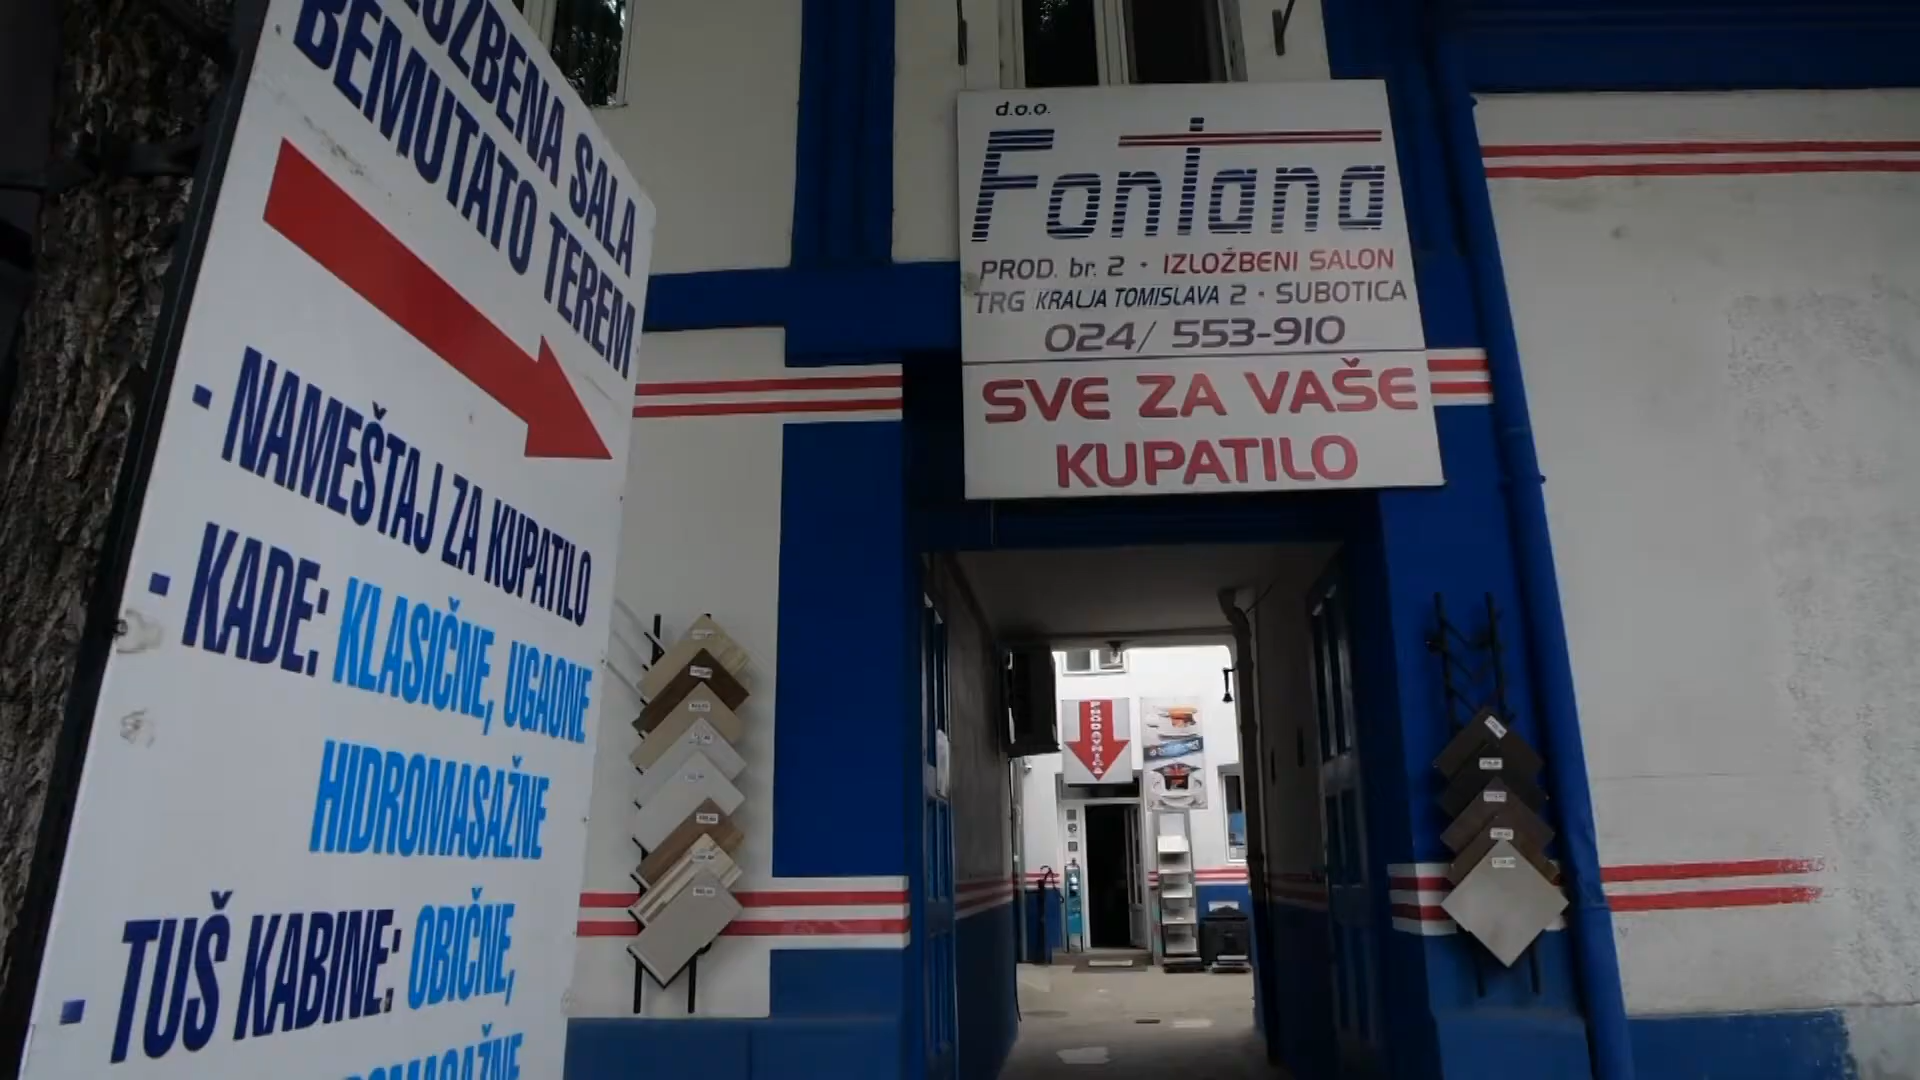 BEMUTATO TEREM
SALA
- NAMEŠTAJ ZA KUPATILO
- KADE: KLASIČNE, UGAONE
HIDROMASAŽNE
- TUŠ KABINE: OBIČNE,
d.o.o.
Fontana
PROD. br. 2 - IZLOŽBENI SALON
TRG KRALJA TOMISLAVA 2 - SUBOTICA
024/ 553-910
SVE ZA VAŠE
KUPATILO
PRODAVNICA